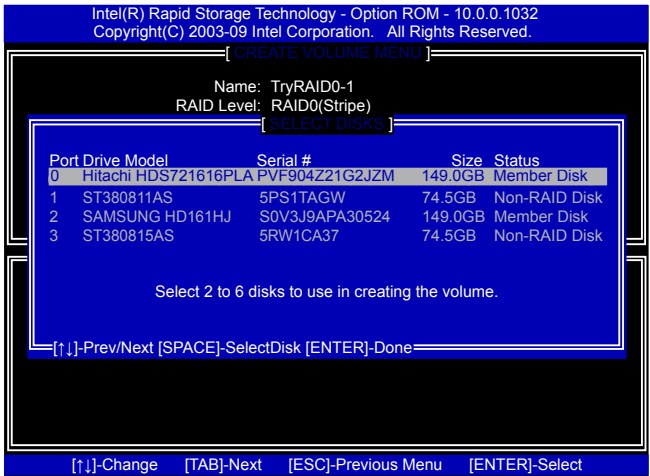 Intel(R) Rapid Storage Technology - Option ROM - 10.0.0.1032
Copyright(C) 2003-09 Intel Corporation. All Rights Reserved.
[ CREATE VOLUME MENU ]
Name: TryRAID0-1
RAID Level: RAID0(Stripe)
[ SELECT DISKS ]
Port Drive Model Serial # Size Status
0 Hitachi HDS721616PLA PVF904Z21G2JZM 149.0GB Member Disk
1 ST380811AS 5PS1TAGW 74.5GB Non-RAID Disk
2 SAMSUNG HD161HJ S0V3J9APA30524 149.0GB Member Disk
3 ST380815AS 5RW1CA37 74.5GB Non-RAID Disk
Select 2 to 6 disks to use in creating the volume.
[↑↓]-Prev/Next [SPACE]-SelectDisk [ENTER]-Done
[↑↓]-Change [TAB]-Next [ESC]-Previous Menu [ENTER]-Select